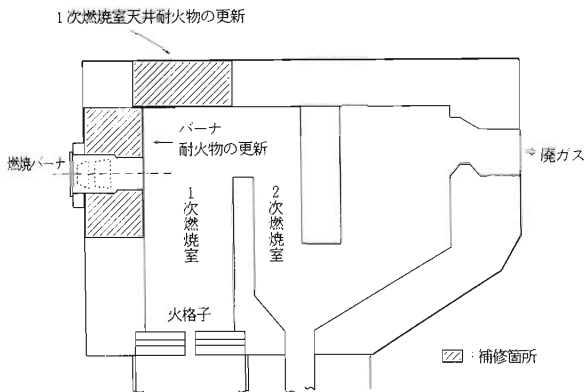 1次燃焼室天井耐火物の更新
バーナ
耐火物の更新
燃焼バーナ
廃ガス
1次燃焼室
2次燃焼室
火格子
：補修箇所